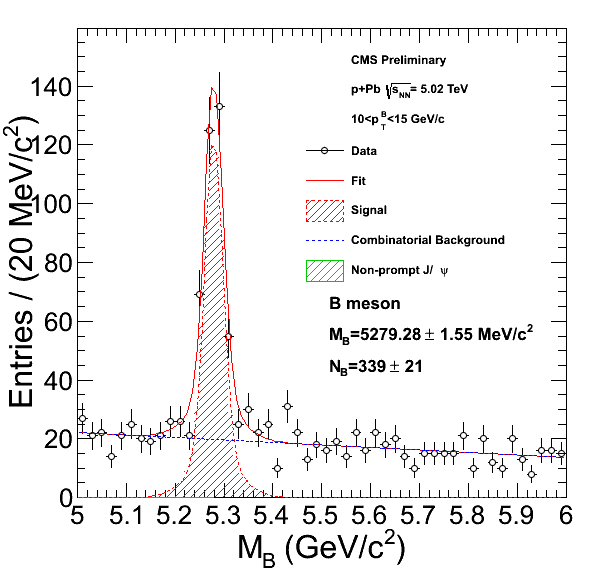 CMS Preliminary
p+Pb √s_NN= 5.02 TeV
10<p_T^B<15 GeV/c
Data
Fit
Signal
Combinatorial Background
Non-prompt J/ ψ
B meson
M_B=5279.28 ± 1.55 MeV/c²
N_B=339 ± 21
Entries / (20 MeV/c²)
140
120
100
80
60
40
20
0
5 5.1 5.2 5.3 5.4 5.5 5.6 5.7 5.8 5.9 6
M_B (GeV/c²)